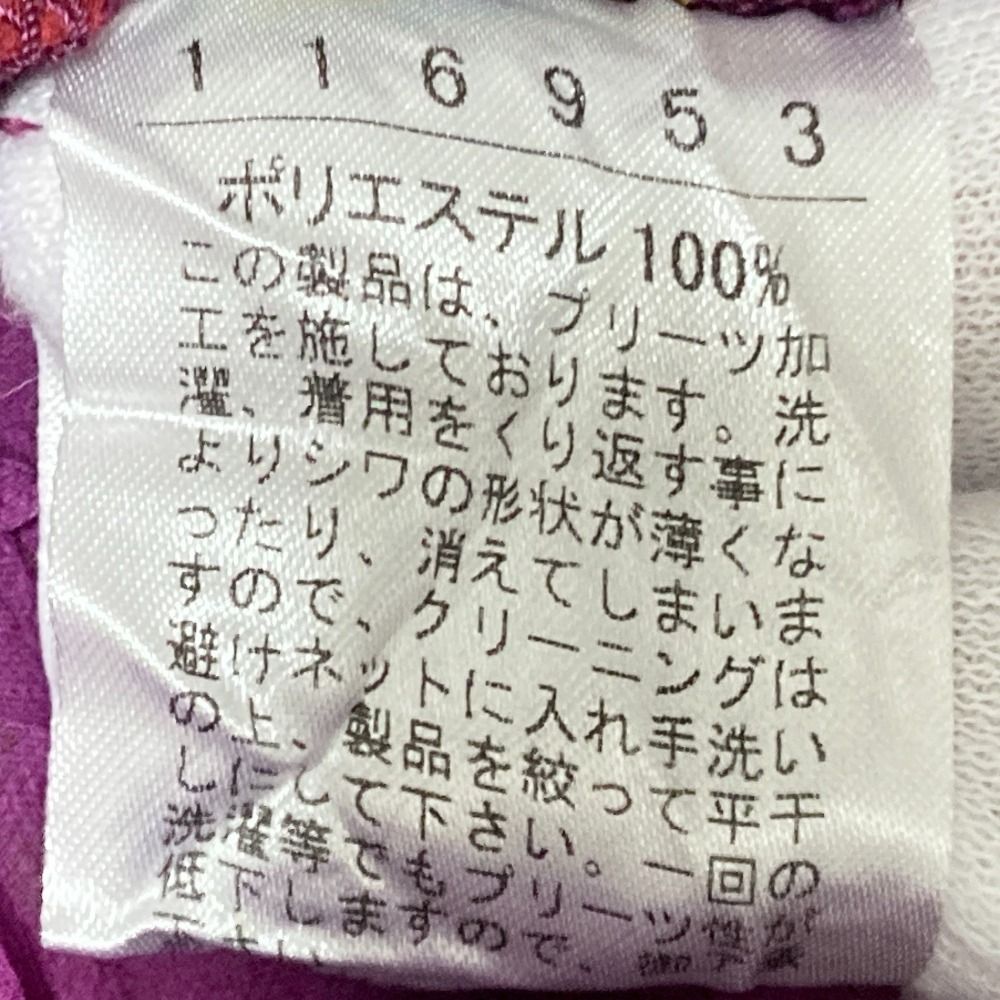 116953
ポリエステル 100%
この製品は、プリーツ加
工を施しております。洗
濯、着用をくり返す事に
よりシワの形状が薄くな
ったり、消えてしまいま
すので、クリーニングは
避けネットに入れ手洗い
の上、製品を絞って平干
しにして下さい。一回の
洗濯等でもプリーツ性が
低下しますので、御